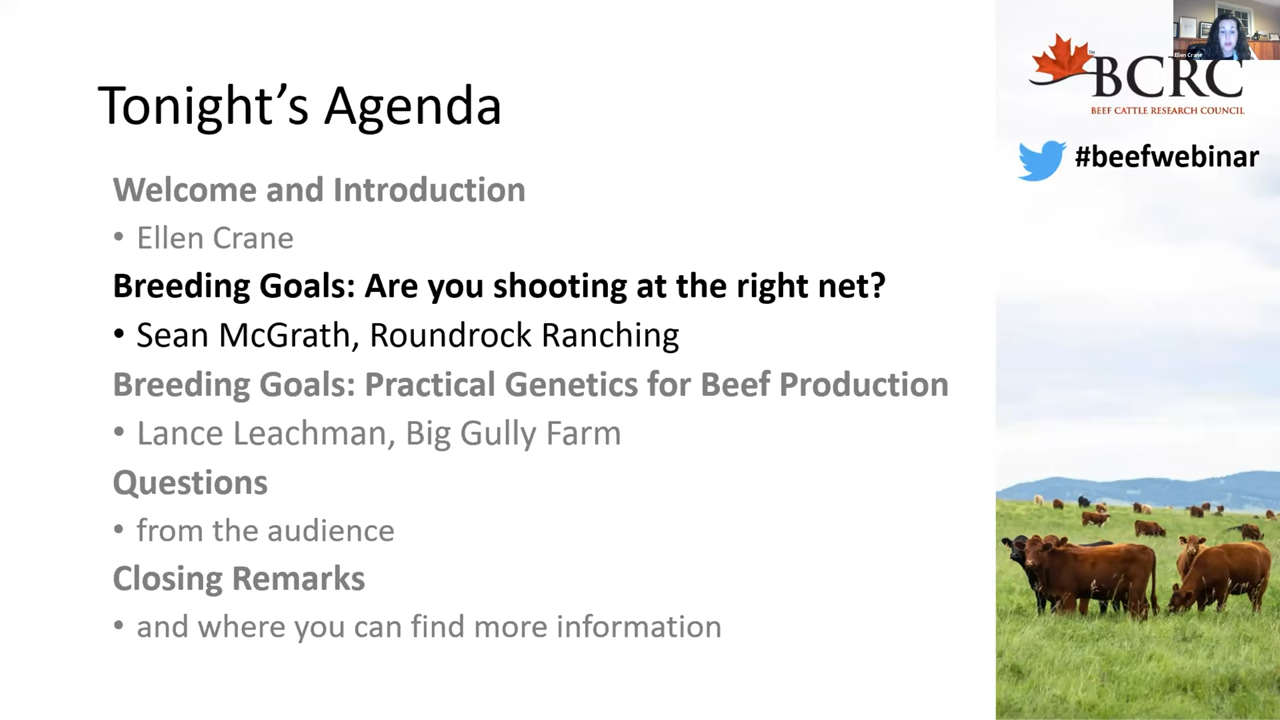 Tonight’s Agenda
Welcome and Introduction
• Ellen Crane
Breeding Goals: Are you shooting at the right net?
• Sean McGrath, Roundrock Ranching
Breeding Goals: Practical Genetics for Beef Production
• Lance Leachman, Big Gully Farm
Questions
• from the audience
Closing Remarks
• and where you can find more information
Ellen Crane
BCRC
BEEF CATTLE RESEARCH COUNCIL
#beefwebinar